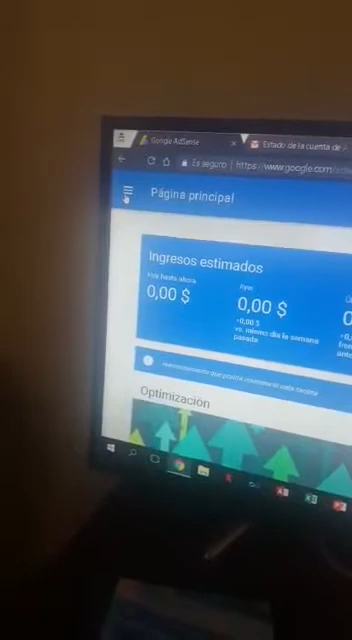 Google AdSense
Estado de la cuenta de
Es seguro | https://www.google.com/
Página principal
Ingresos estimados
Hoy hasta ahora
0,00 $
Ayer
0,00 $
+0,00 $
vs. mismo día la semana
pasada
Optimización